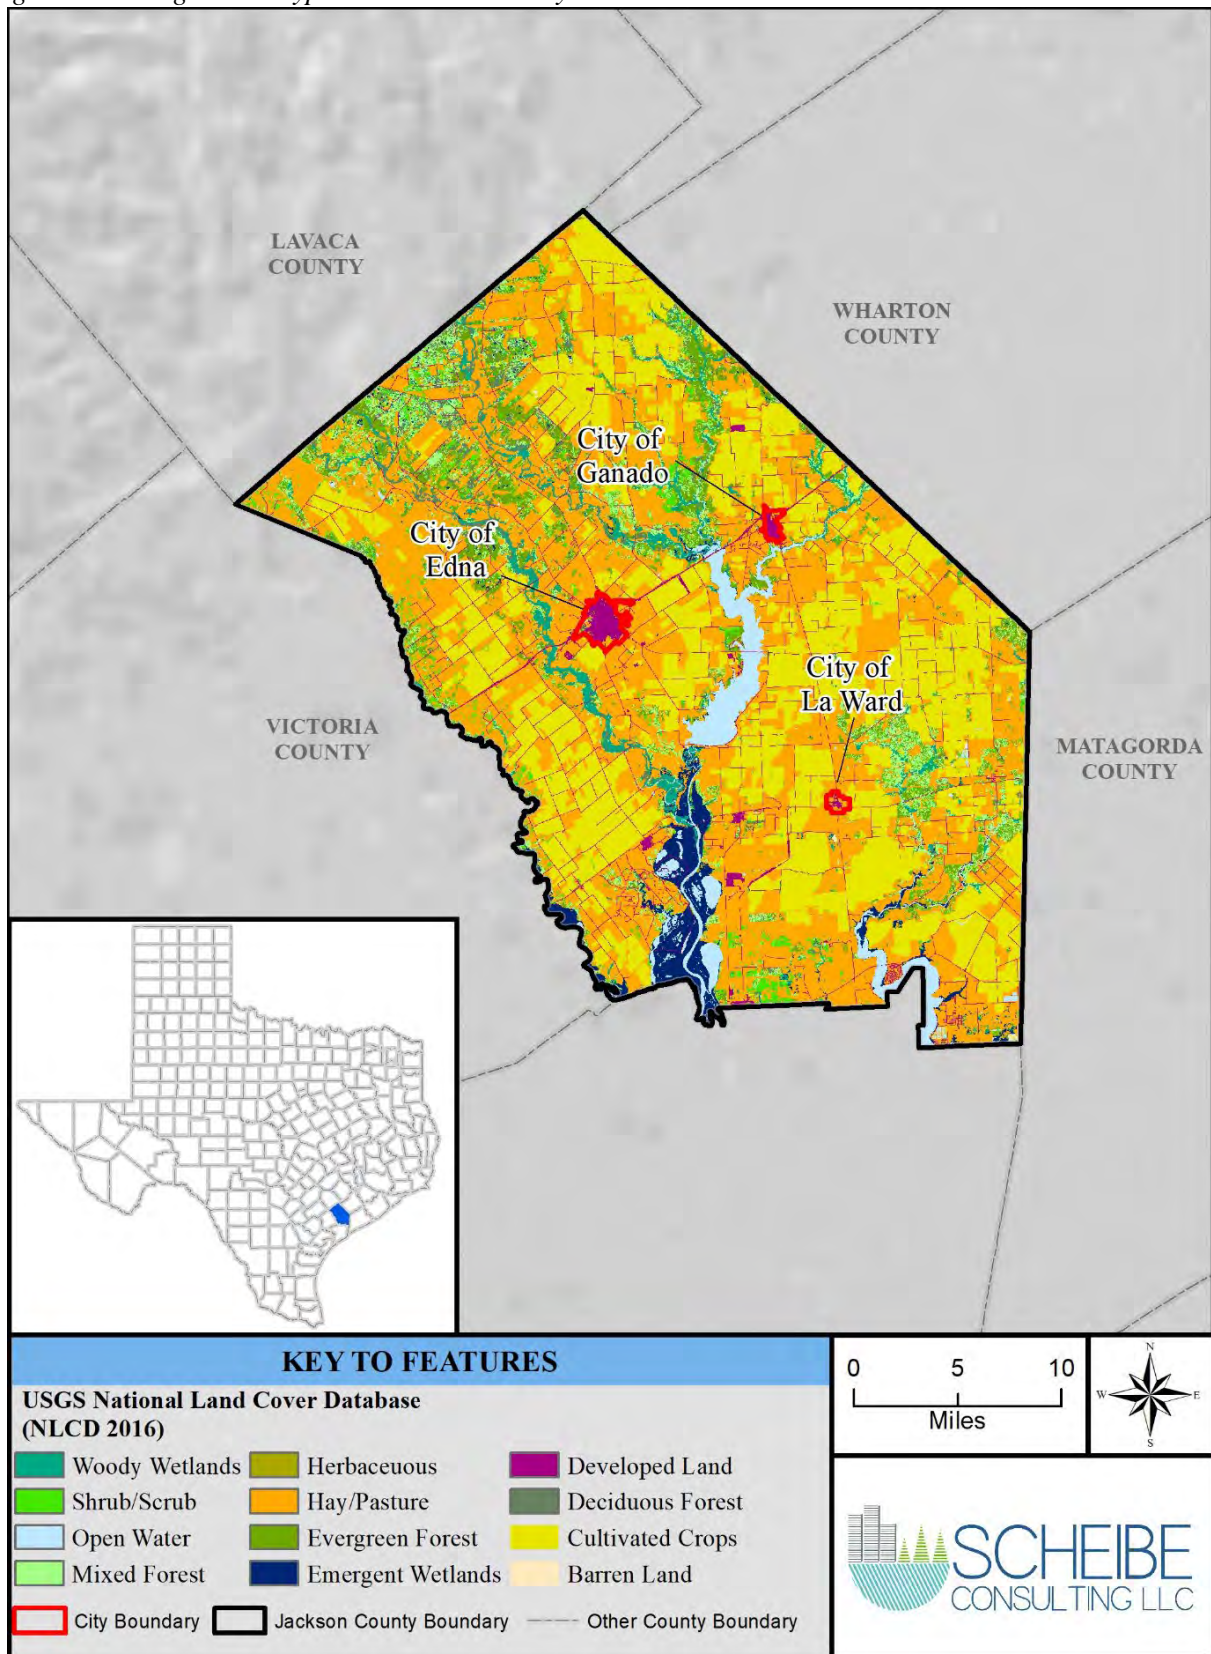 LAVACA
COUNTY
WHARTON
COUNTY
City of
Ganado
City of
Edna
City of
La Ward
VICTORIA
COUNTY
MATAGORDA
COUNTY
KEY TO FEATURES
USGS National Land Cover Database
(NLCD 2016)
Woody Wetlands
Herbaceuous
Developed Land
Shrub/Scrub
Hay/Pasture
Deciduous Forest
Open Water
Evergreen Forest
Cultivated Crops
Mixed Forest
Emergent Wetlands
Barren Land
City Boundary
Jackson County Boundary
Other County Boundary
0 5 10
Miles
N
W E
S
SCHEIBE
CONSULTING LLC